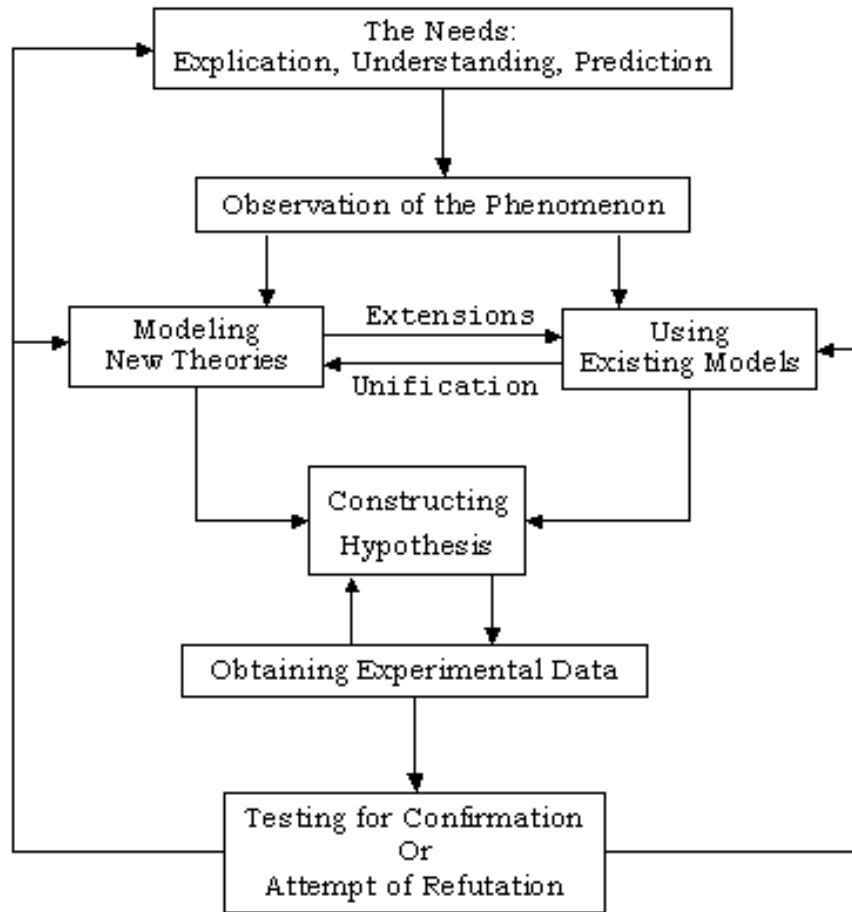 The Needs:
Explication, Understanding, Prediction
Observation of the Phenomenon
Modeling
New Theories
Extensions
Unification
Using
Existing Models
Constructing
Hypothesis
Obtaining Experimental Data
Testing for Confirmation
Or
Attempt of Refutation